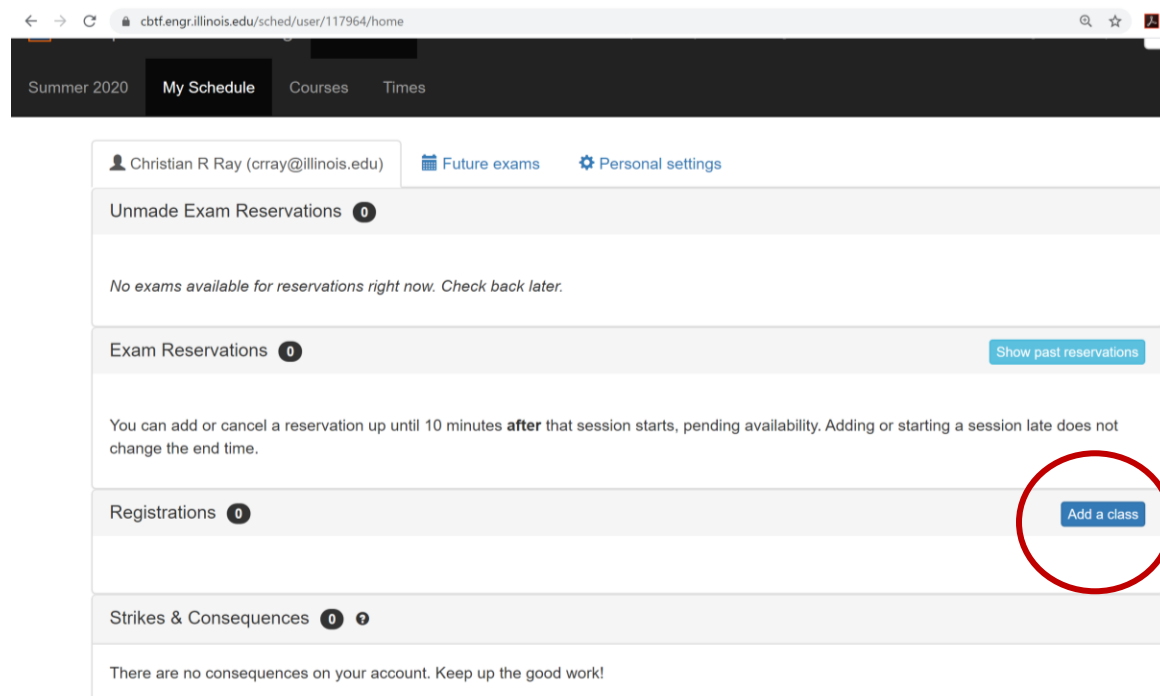 cbtf.engr.illinois.edu/sched/user/117964/home
Summer 2020 My Schedule Courses Times
Christian R Ray (crray@illinois.edu) Future exams Personal settings
Unmade Exam Reservations 0
No exams available for reservations right now. Check back later.
Exam Reservations 0 Show past reservations
You can add or cancel a reservation up until 10 minutes after that session starts, pending availability. Adding or starting a session late does not
change the end time.
Registrations 0 Add a class
Strikes & Consequences 0 ?
There are no consequences on your account. Keep up the good work!